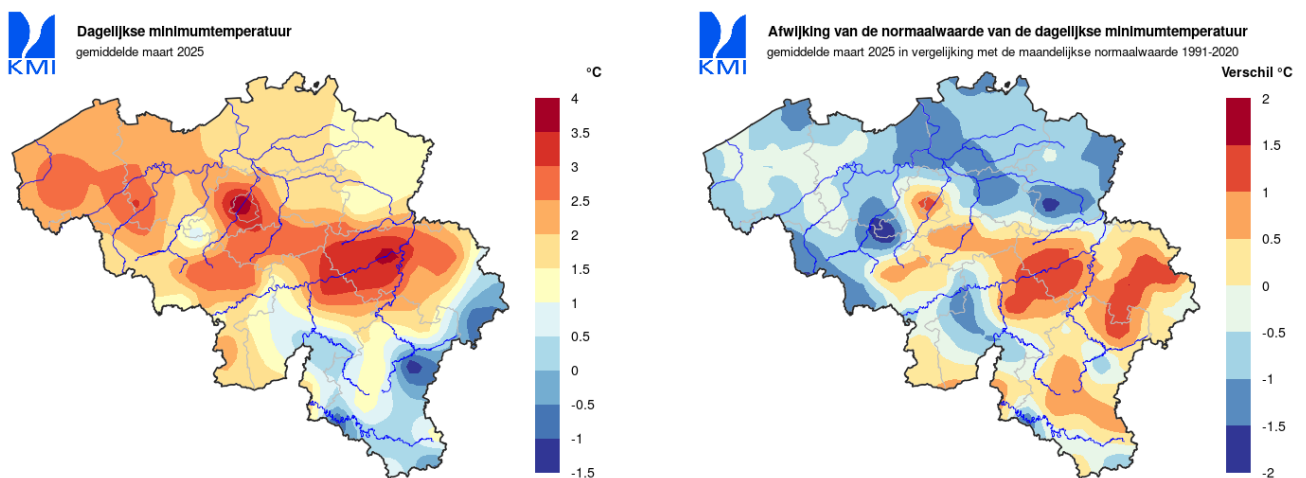 KMI
Dagelijkse minimumtemperatuur
gemiddelde maart 2025
°C
4
3.5
3
2.5
2
1.5
1
0.5
0
-0.5
-1
-1.5
KMI
Afwijking van de normaalwaarde van de dagelijkse minimumtemperatuur
gemiddelde maart 2025 in vergelijking met de maandelijkse normaalwaarde 1991-2020
Verschil °C
2
1.5
1
0.5
0
-0.5
-1
-1.5
-2